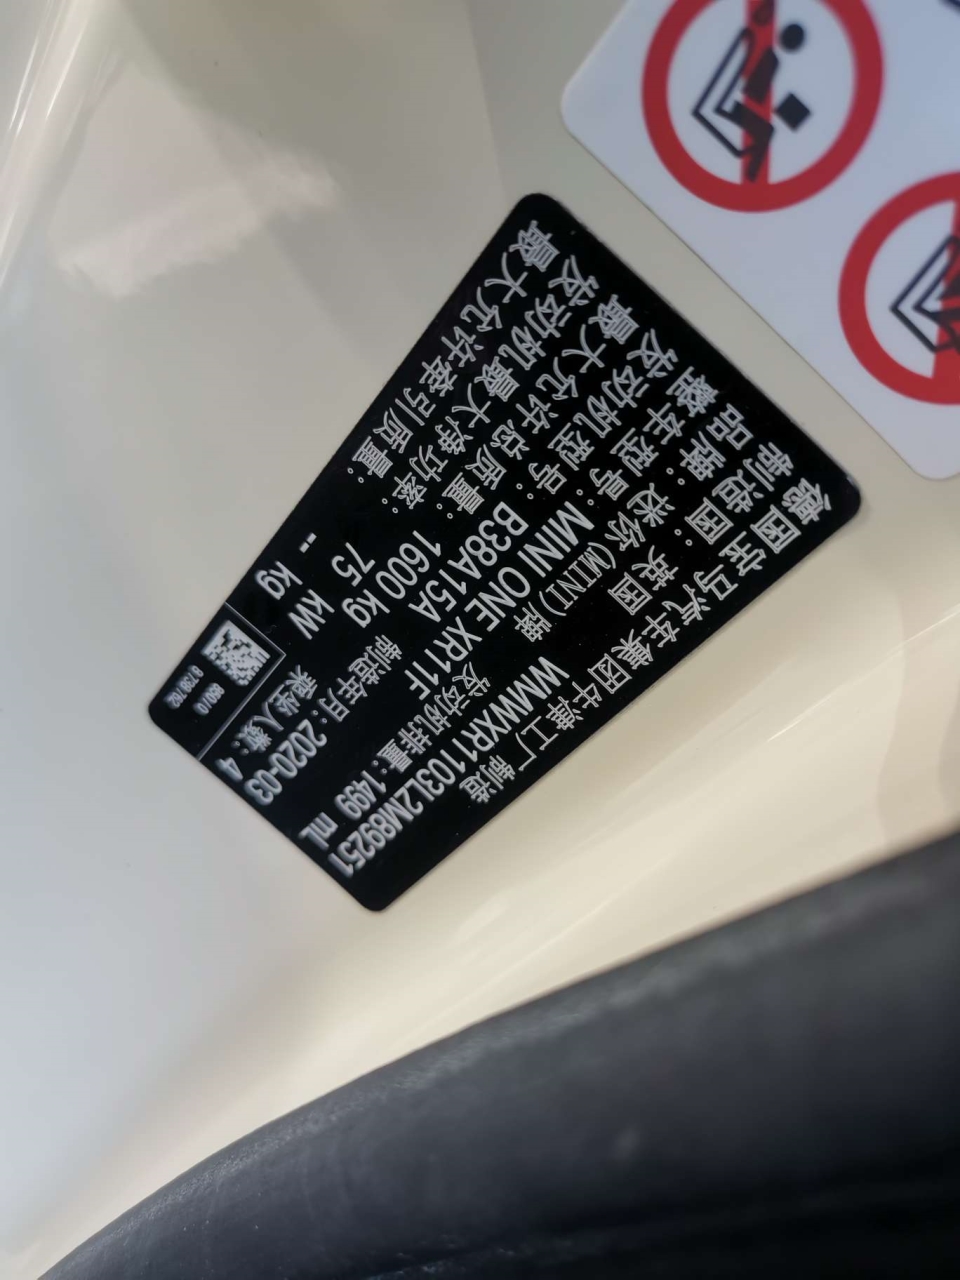 德国宝马汽车集团牛津工厂 制造
制造国：英国 WMWXR1103L2M89251
品牌：迷你(MINI)牌 发动机排量：1499 mL
整车型号：MINI ONE XR11F 制造年月：2020-03
发动机型号：B38A15A 乘坐人数：4
最大允许总质量：1600 kg
发动机最大净功率：75 kW
最大允许牵引质量：-- kg